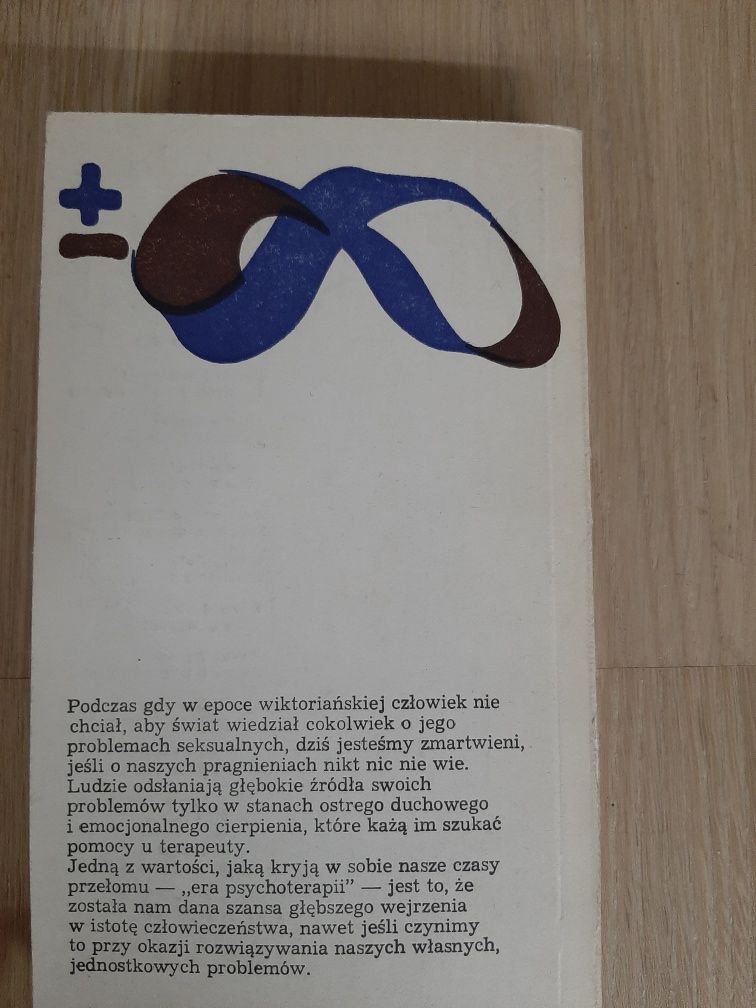 Podczas gdy w epoce wiktoriańskiej człowiek nie
chciał, aby świat wiedział cokolwiek o jego
problemach seksualnych, dziś jesteśmy zmartwieni,
jeśli o naszych pragnieniach nikt nic nie wie.
Ludzie odsłaniają głębokie źródła swoich
problemów tylko w stanach ostrego duchowego
i emocjonalnego cierpienia, które każą im szukać
pomocy u terapeuty.
Jedną z wartości, jaką kryją w sobie nasze czasy
przełomu — „era psychoterapii” — jest to, że
została nam dana szansa głębszego wejrzenia
w istotę człowieczeństwa, nawet jeśli czynimy
to przy okazji rozwiązywania naszych własnych,
jednostkowych problemów.